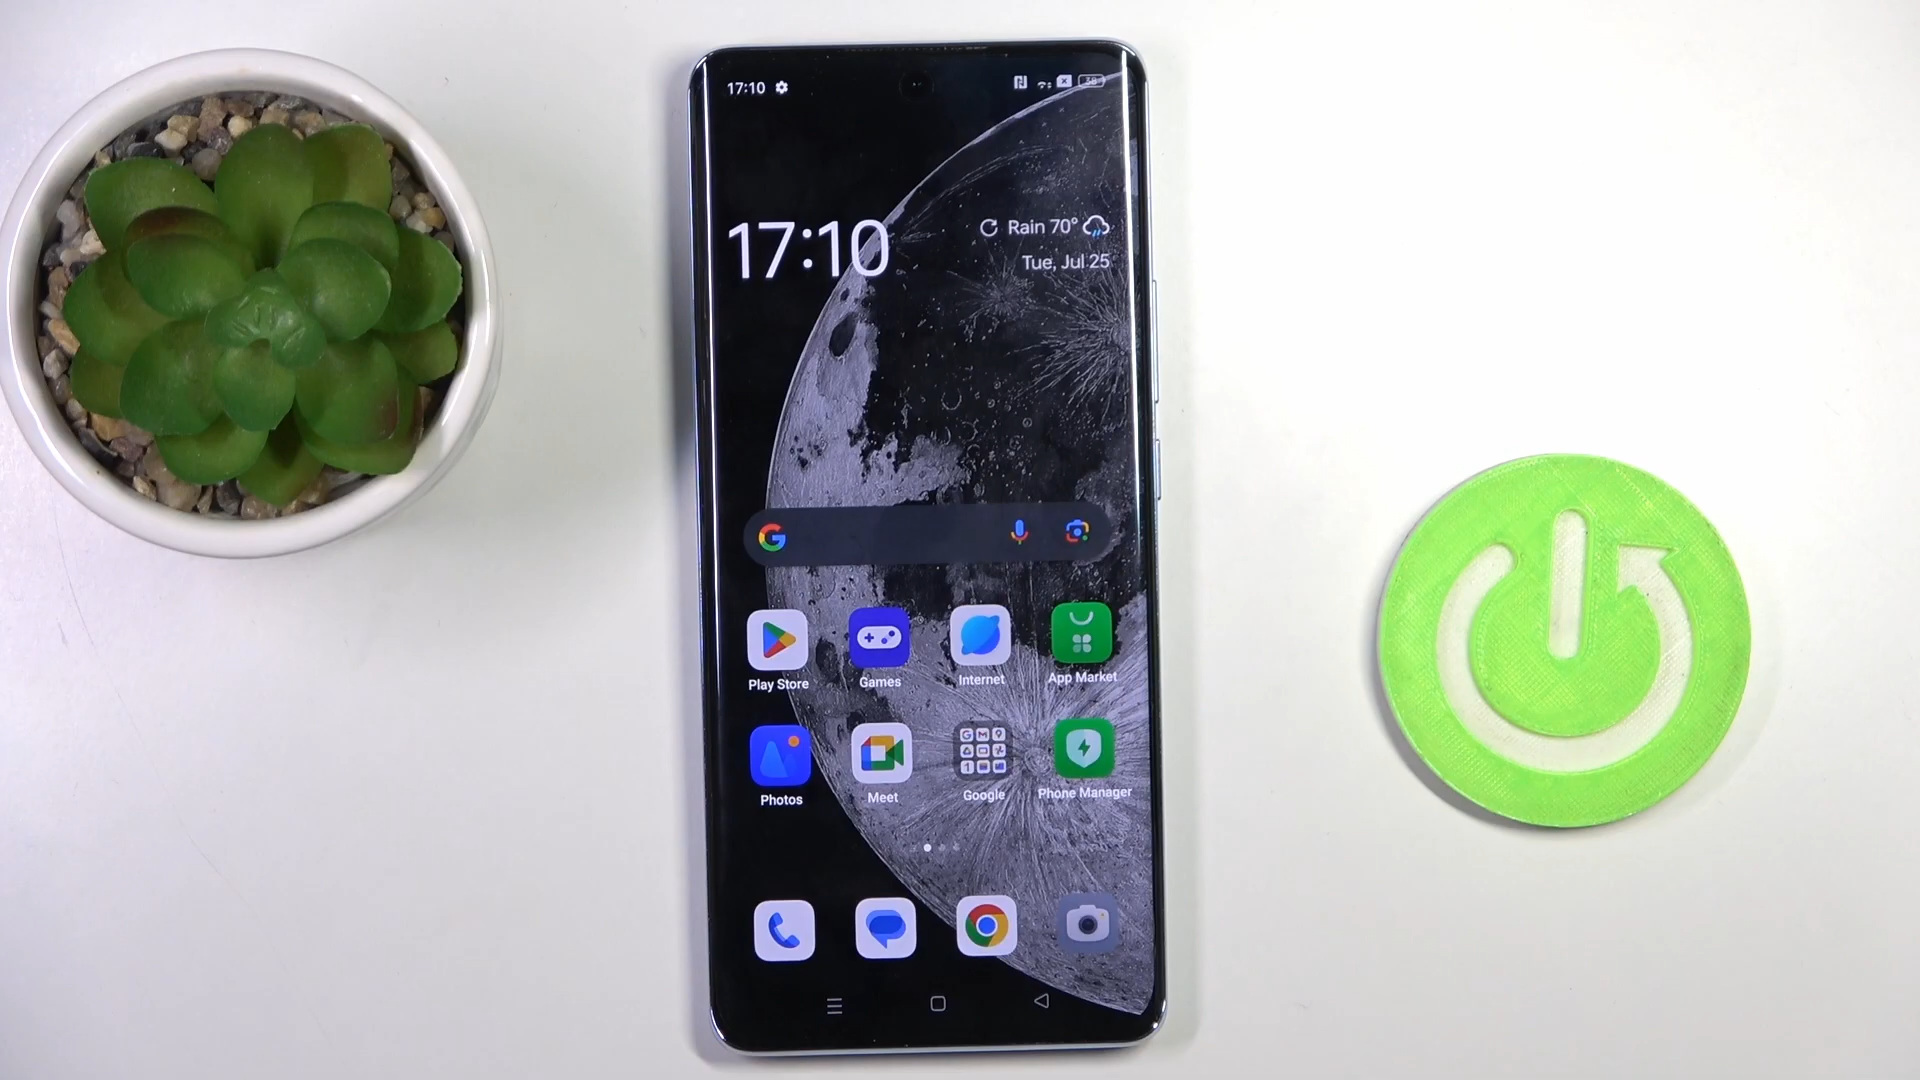 17:10
38
17:10
Rain 70°
Tue, Jul 25
Play Store
Games
Internet
App Market
Photos
Meet
Google
Phone Manager